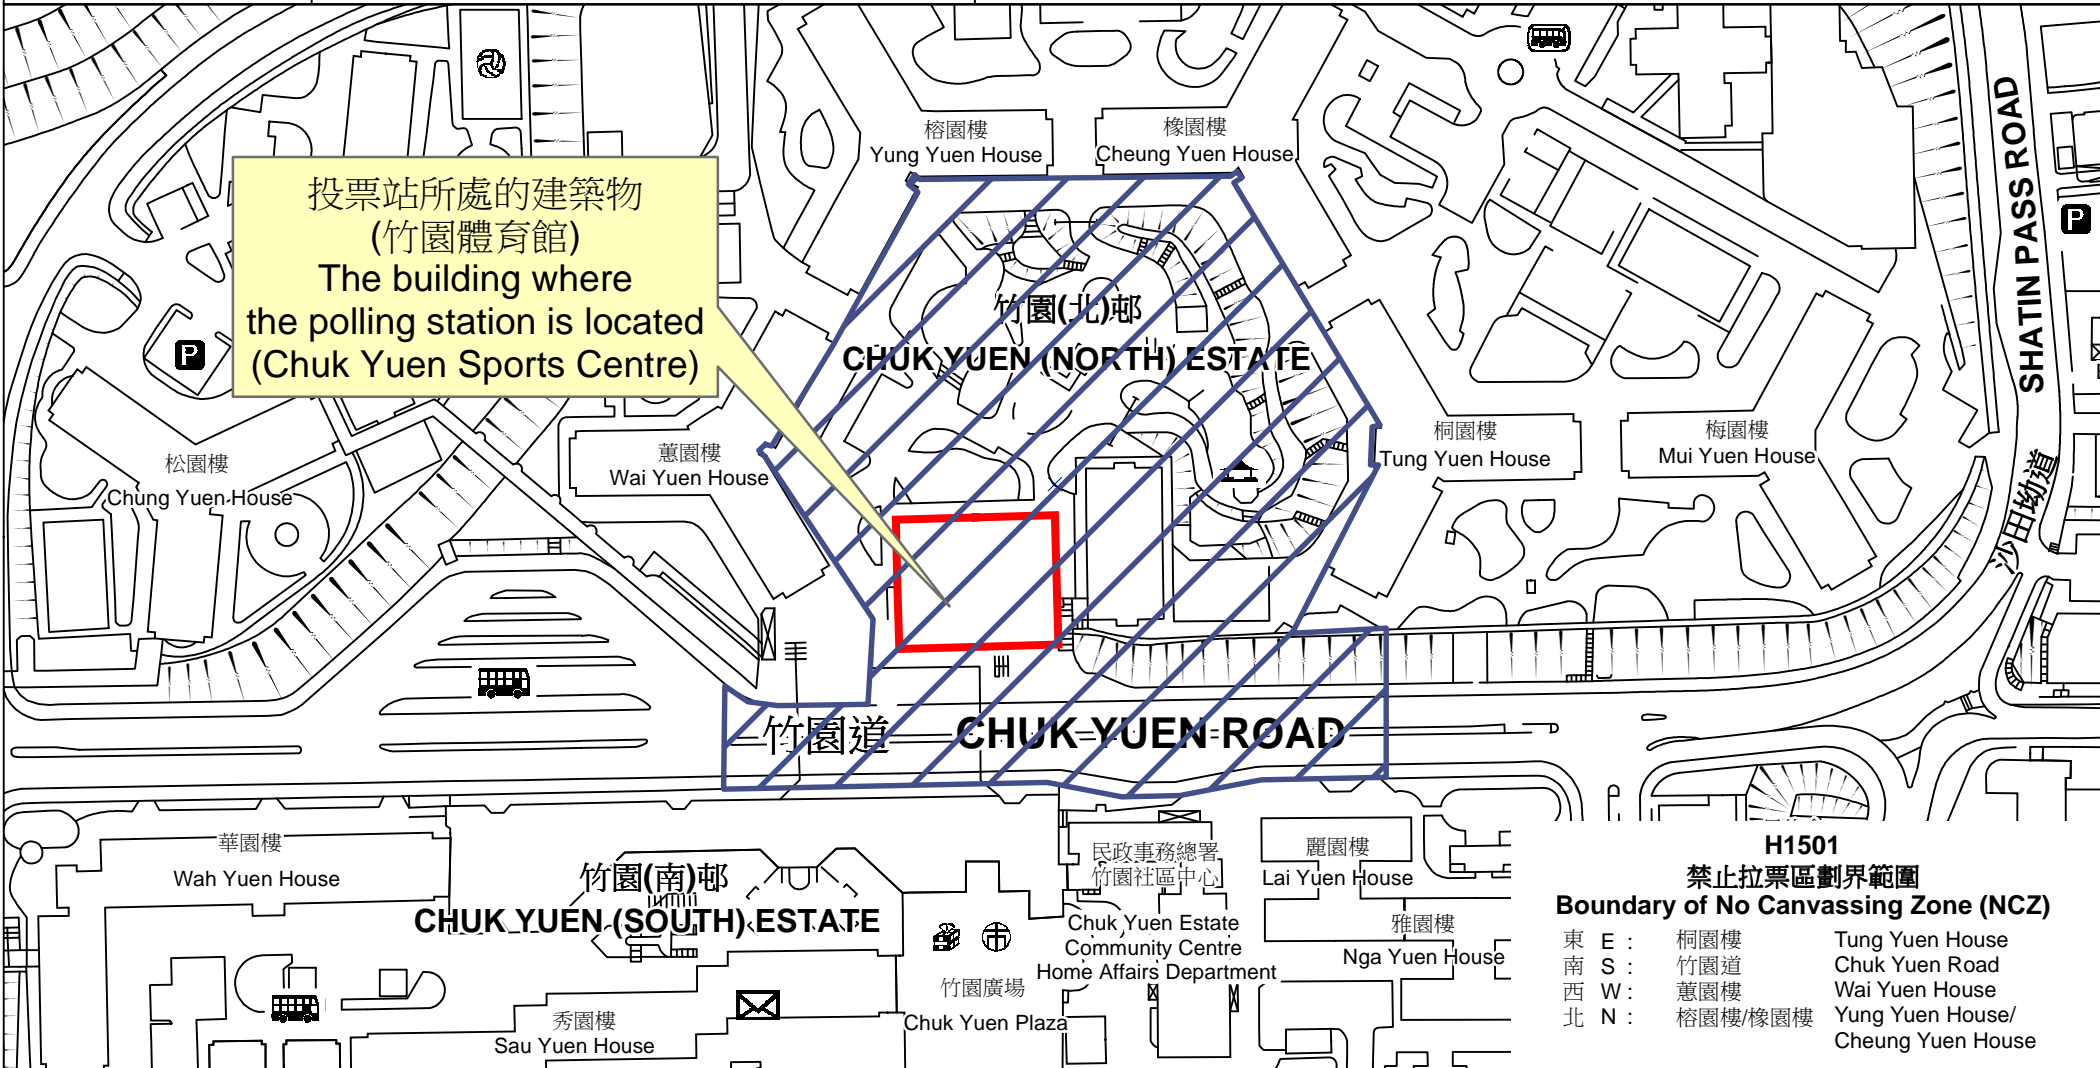 榕園樓
Yung Yuen House
橡園樓
Cheung Yuen House
SHATIN PASS ROAD
沙田坳道
P
投票站所處的建築物
(竹園體育館)
The building where
the polling station is located
(Chuk Yuen Sports Centre)
竹園(北)邨
CHUK YUEN (NORTH) ESTATE
P
松園樓
Chung Yuen House
蕙園樓
Wai Yuen House
桐園樓
Tung Yuen House
梅園樓
Mui Yuen House
竹園道
CHUK YUEN ROAD
華園樓
Wah Yuen House
竹園(南)邨
CHUK YUEN (SOUTH) ESTATE
秀園樓
Sau Yuen House
竹園廣場
Chuk Yuen Plaza
民政事務總署
竹園社區中心
Chuk Yuen Estate
Community Centre
Home Affairs Department
麗園樓
Lai Yuen House
雅園樓
Nga Yuen House
H1501
禁止拉票區劃界範圍
Boundary of No Canvassing Zone (NCZ)
東 E : 桐園樓 Tung Yuen House
南 S : 竹園道 Chuk Yuen Road
西 W : 蕙園樓 Wai Yuen House
北 N : 榕園樓/橡園樓 Yung Yuen House/
Cheung Yuen House